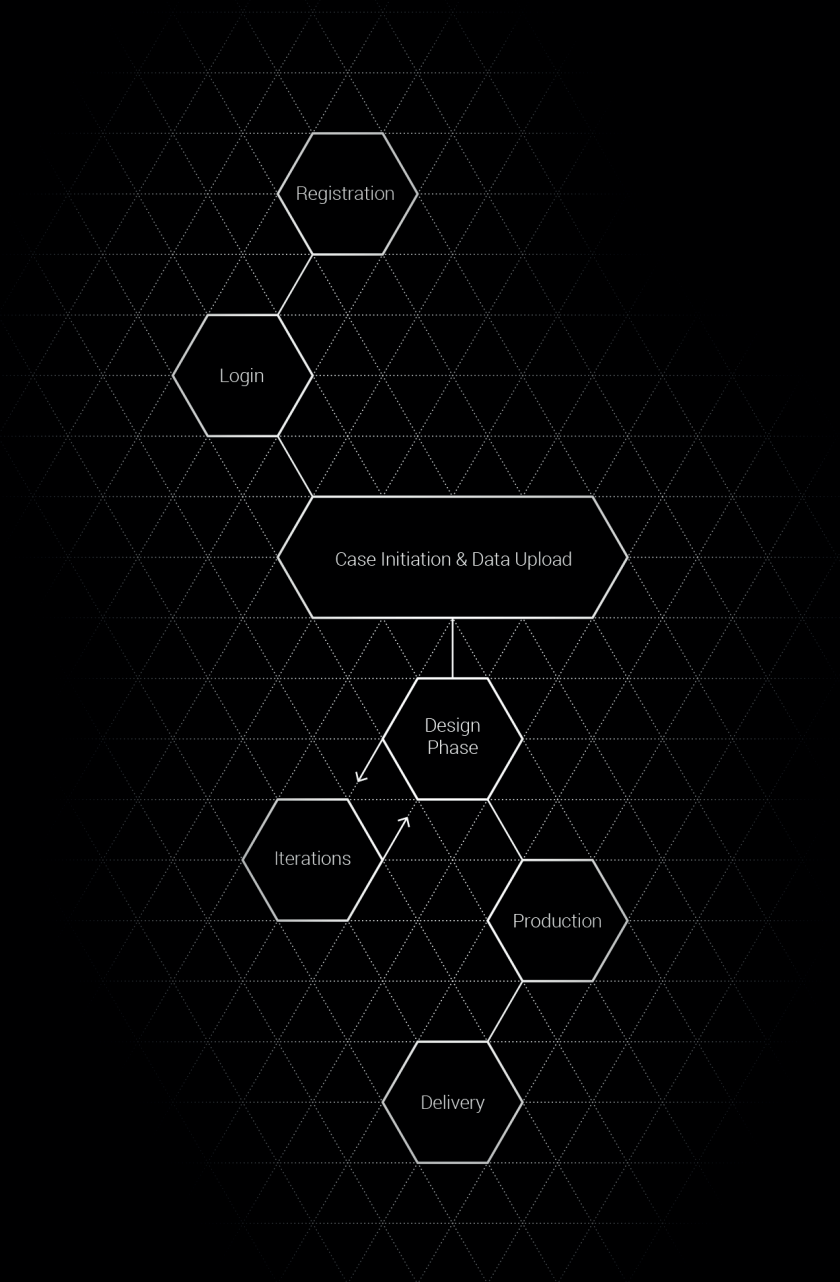 Registration
Login
Case Initiation & Data Upload
Design
Phase
Iterations
Production
Delivery